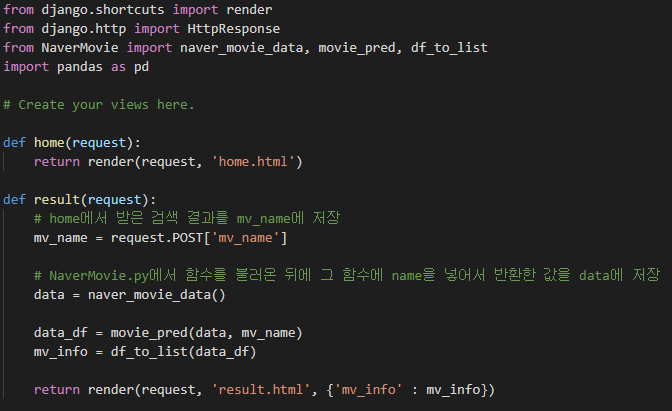 from django.shortcuts import render
from django.http import HttpResponse
from NaverMovie import naver_movie_data, movie_pred, df_to_list
import pandas as pd

# Create your views here.

def home(request):
    return render(request, 'home.html')

def result(request):
    # home에서 방은 검색 결과를 mv_name에 저장
    mv_name = request.POST['mv_name']

    # NaverMovie.py에서 함수를 불러온 뒤에 그 함수에 name을 넣어서 반환한 값을 data에 저장
    data = naver_movie_data()

    data_df = movie_pred(data, mv_name)
    mv_info = df_to_list(data_df)

    return render(request, 'result.html', {'mv_info' : mv_info})